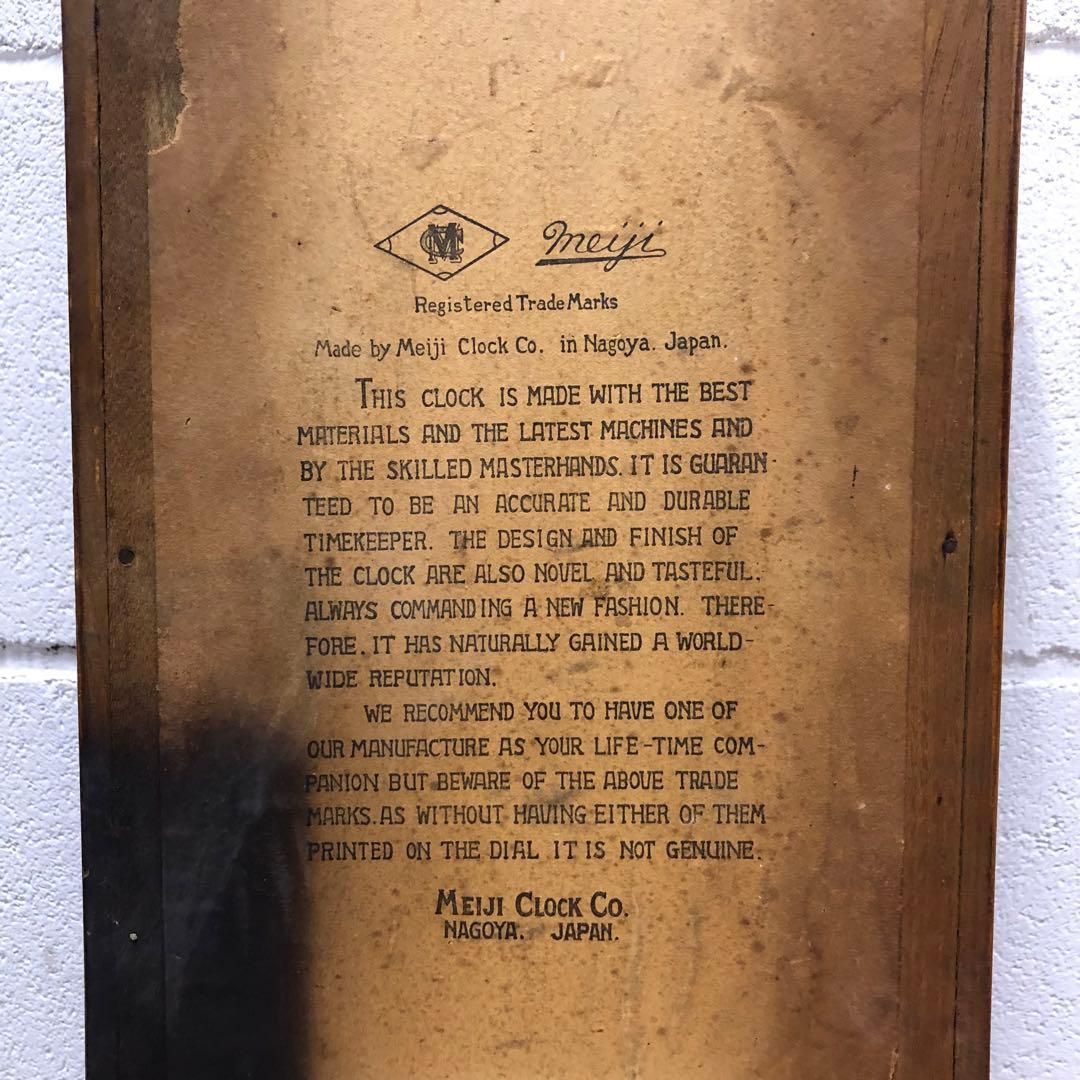 MCC Meiji
Registered Trade Marks
Made by Meiji Clock Co. in Nagoya. Japan.
THIS CLOCK IS MADE WITH THE BEST
MATERIALS AND THE LATEST MACHINES AND
BY THE SKILLED MASTERHANDS. IT IS GUARAN-
TEED TO BE AN ACCURATE AND DURABLE
TIMEKEEPER. THE DESIGN AND FINISH OF
THE CLOCK ARE ALSO NOVEL AND TASTEFUL.
ALWAYS COMMANDING A NEW FASHION. THERE-
FORE. IT HAS NATURALLY GAINED A WORLD-
WIDE REPUTATION.
WE RECOMMEND YOU TO HAVE ONE OF
OUR MANUFACTURE AS YOUR LIFE-TIME COM-
PANION BUT BEWARE OF THE ABOVE TRADE
MARKS. AS WITHOUT HAVING EITHER OF THEM
PRINTED ON THE DIAL IT IS NOT GENUINE.
MEIJI CLOCK CO.
NAGOYA. JAPAN.